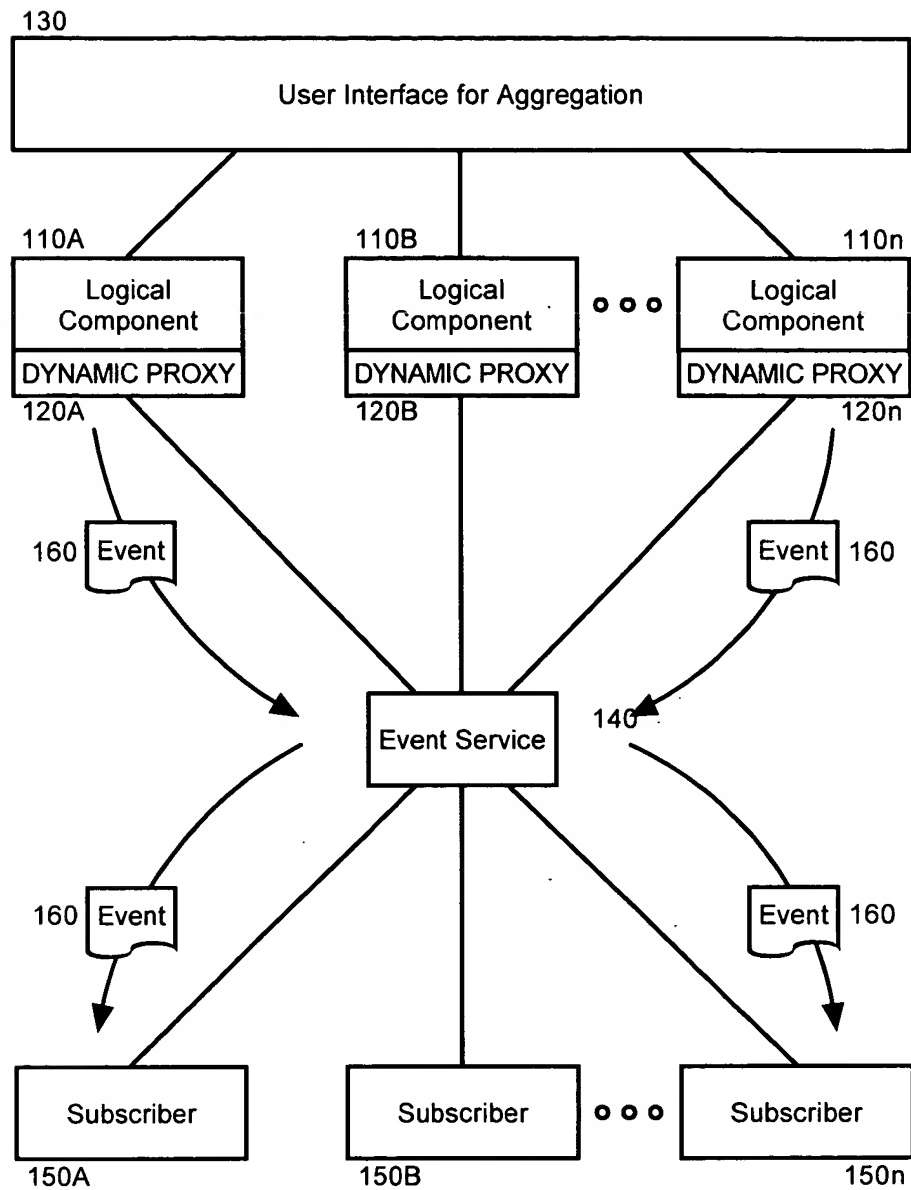 130
User Interface for Aggregation
110A
110B
110n
Logical
Component
Logical
Component
Logical
Component
DYNAMIC PROXY
DYNAMIC PROXY
DYNAMIC PROXY
120A
120B
120n
160
Event
Event
160
140
Event Service
160
Event
Event
160
Subscriber
Subscriber
Subscriber
150A
150B
150n